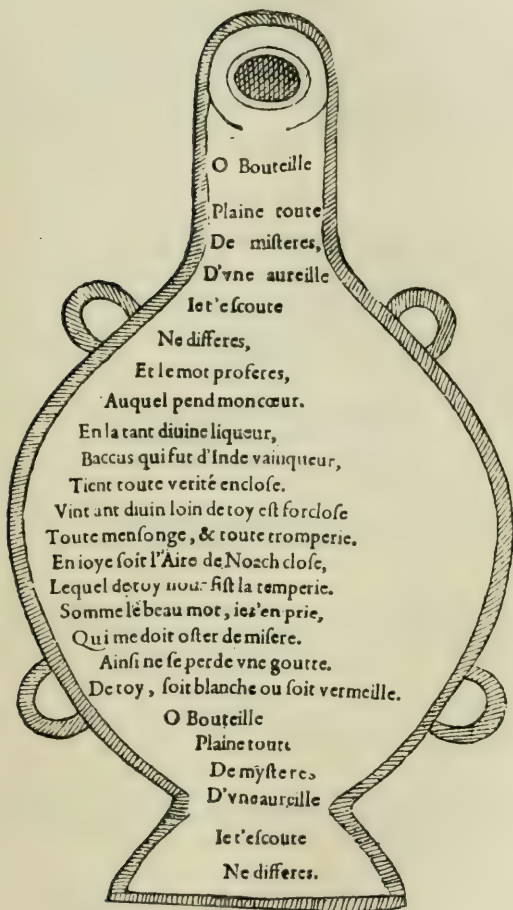 O Bouteille
Plaine toute
De miſteres,
D'vne aureille
Iet'eſcoute
Ne differes,
Et le mot proferes,
Auquel pend mon cœur.
En la tant diuine liqueur,
Baccus qui fut d'Inde vainqueur,
Tient toute verité encloſe.
Vint ant diuin loin de toy eſt forcloſe
Toute menſonge, & toute tromperie.
En ioye ſoit l'Aire de Noach cloſe,
Lequel de toy nous fiſt la temperie.
Somme le beau mot, iet'en prie,
Qui me doit oſter de miſere.
Ainſi ne ſe perde vne goutte.
De toy, ſoit blanche ou ſoit vermeille.
O Bouteille
Plaine toute
De myſteres
D'vne aureille
Ie t'eſcoute
Ne differes.